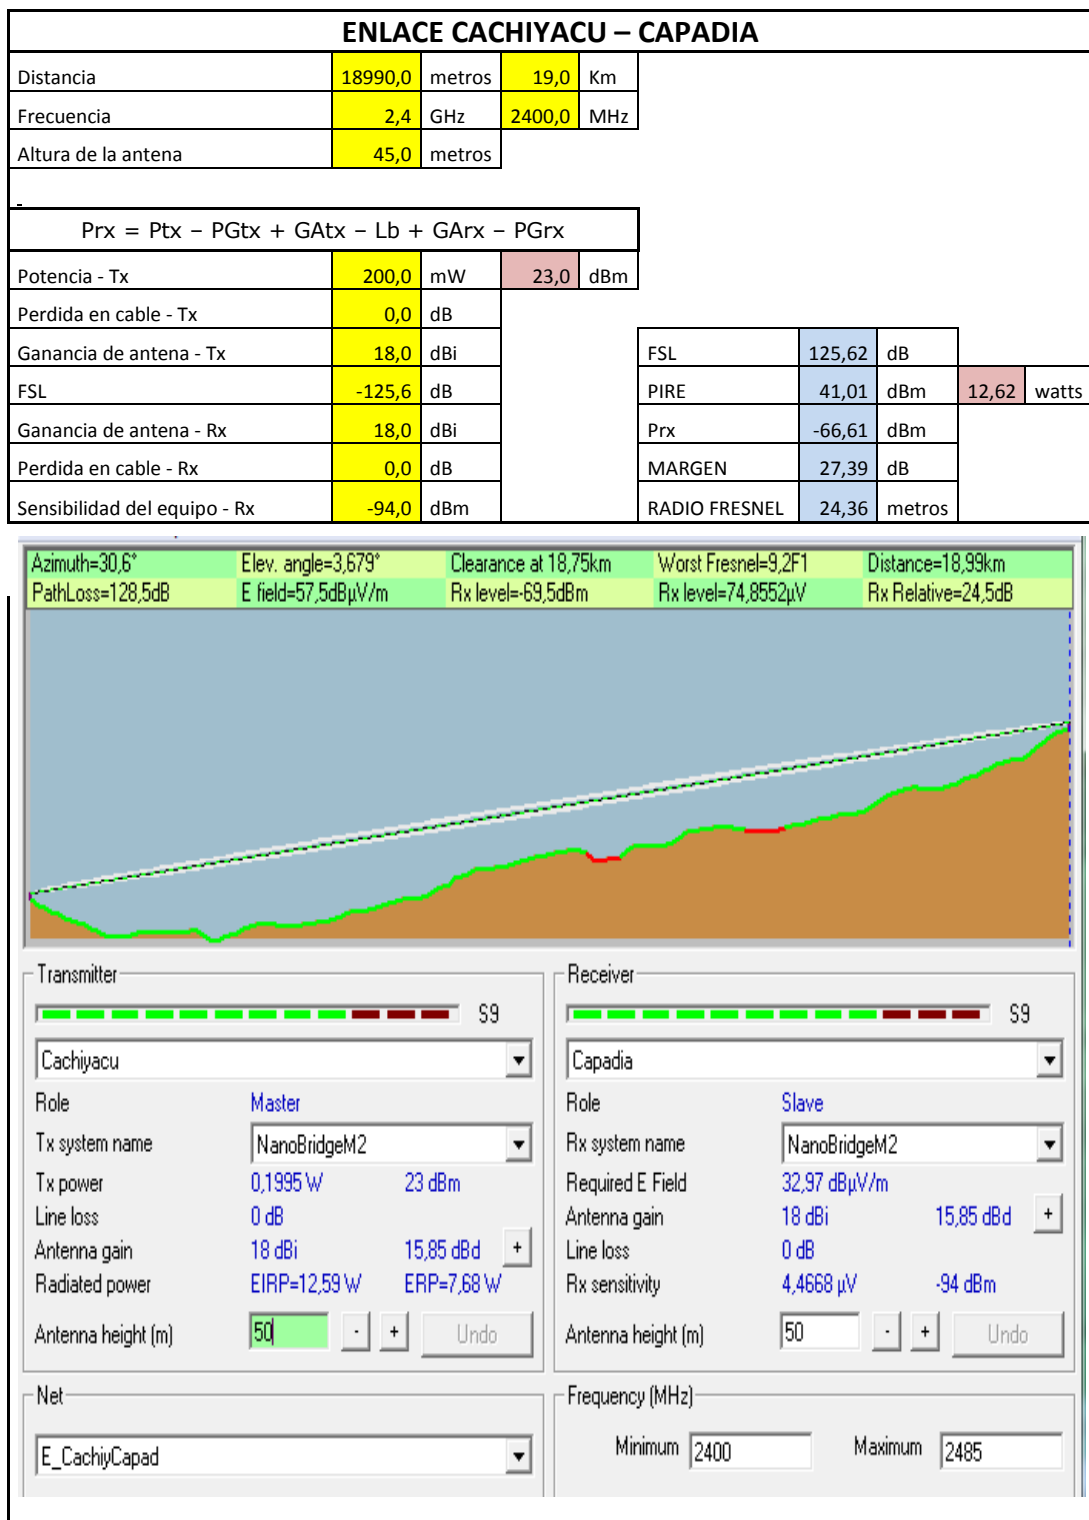 ENLACE CACHIYACU – CAPADIA
Distancia 18990,0 metros 19,0 Km
Frecuencia 2,4 GHz 2400,0 MHz
Altura de la antena 45,0 metros
Prx = Ptx – PGtx + GAtx – Lb + GArx – PGrx
Potencia - Tx 200,0 mW 23,0 dBm
Perdida en cable - Tx 0,0 dB
Ganancia de antena - Tx 18,0 dBi FSL 125,62 dB
FSL -125,6 dB PIRE 41,01 dBm 12,62 watts
Ganancia de antena - Rx 18,0 dBi Prx -66,61 dBm
Perdida en cable - Rx 0,0 dB MARGEN 27,39 dB
Sensibilidad del equipo - Rx -94,0 dBm RADIO FRESNEL 24,36 metros
Azimuth=30,6° Elev. angle=3,679° Clearance at 18,75km Worst Fresnel=9,2F1 Distance=18,99km
PathLoss=128,5dB E field=57,5dBµV/m Rx level=-69,5dBm Rx level=74,8552µV Rx Relative=24,5dB
Transmitter
S9
Cachiyacu
Role Master
Tx system name NanoBridgeM2
Tx power 0,1995 W 23 dBm
Line loss 0 dB
Antenna gain 18 dBi 15,85 dBd +
Radiated power EIRP=12,59 W ERP=7,68 W
Antenna height (m) 50 - + Undo
Receiver
S9
Capadia
Role Slave
Rx system name NanoBridgeM2
Required E Field 32,97 dBµV/m
Antenna gain 18 dBi 15,85 dBd +
Line loss 0 dB
Rx sensitivity 4,4668 µV -94 dBm
Antenna height (m) 50 - + Undo
Net
E_CachiyCapad
Frequency (MHz)
Minimum 2400 Maximum 2485